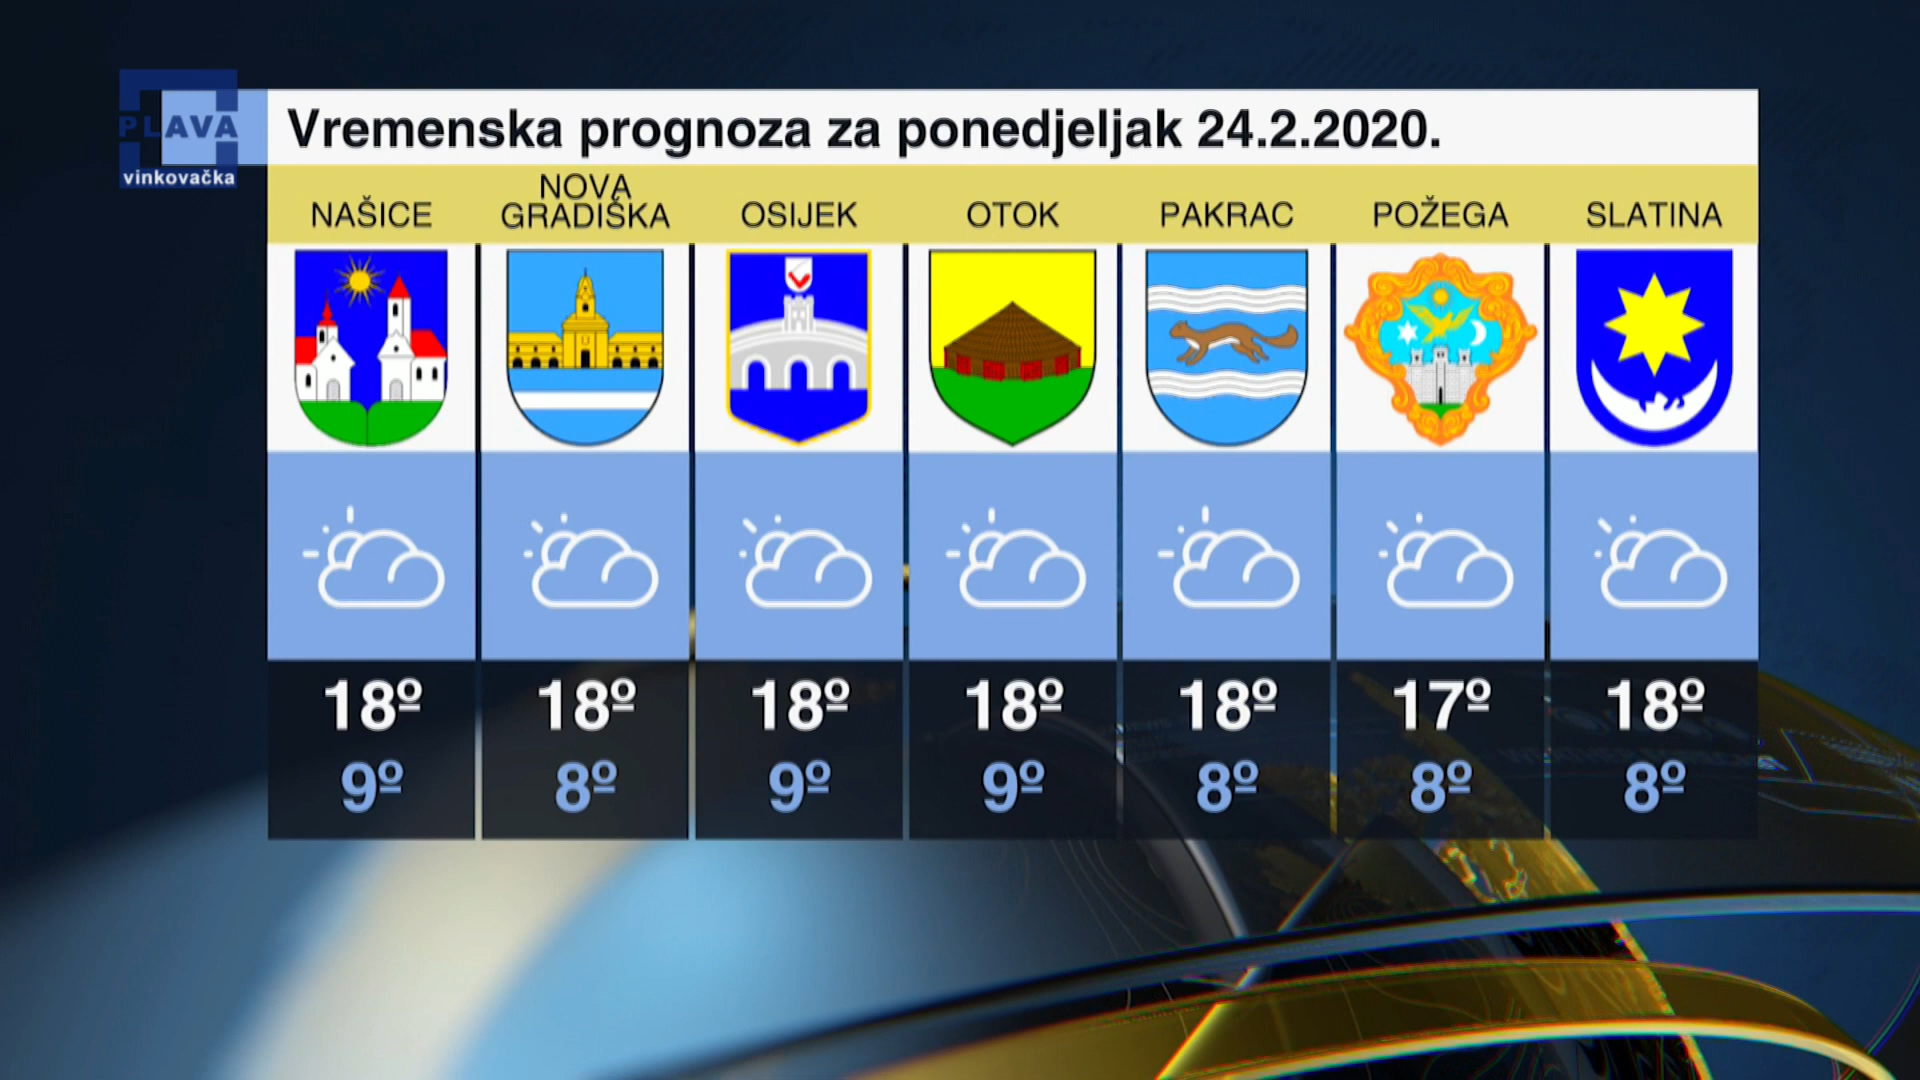 PLAVA
vinkovačka
Vremenska prognoza za ponedjeljak 24.2.2020.
NAŠICE NOVA GRADIŠKA OSIJEK OTOK PAKRAC POŽEGA SLATINA
18º 18º 18º 18º 18º 17º 18º
9º 8º 9º 9º 8º 8º 8º